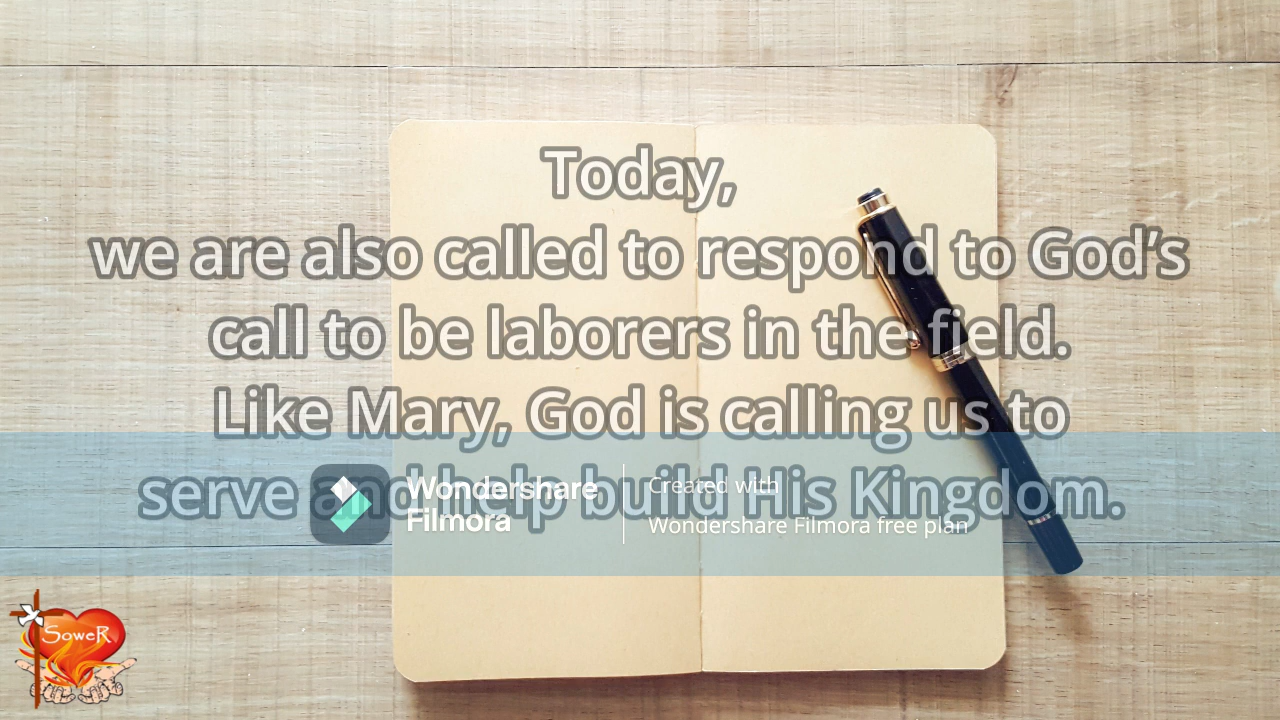 Today,
we are also called to respond to God's
call to be laborers in the field.
Like Mary, God is calling us to
serve and help build His Kingdom.
Wondershare
Filmora
Created with
Wondershare Filmora free plan
SoweR